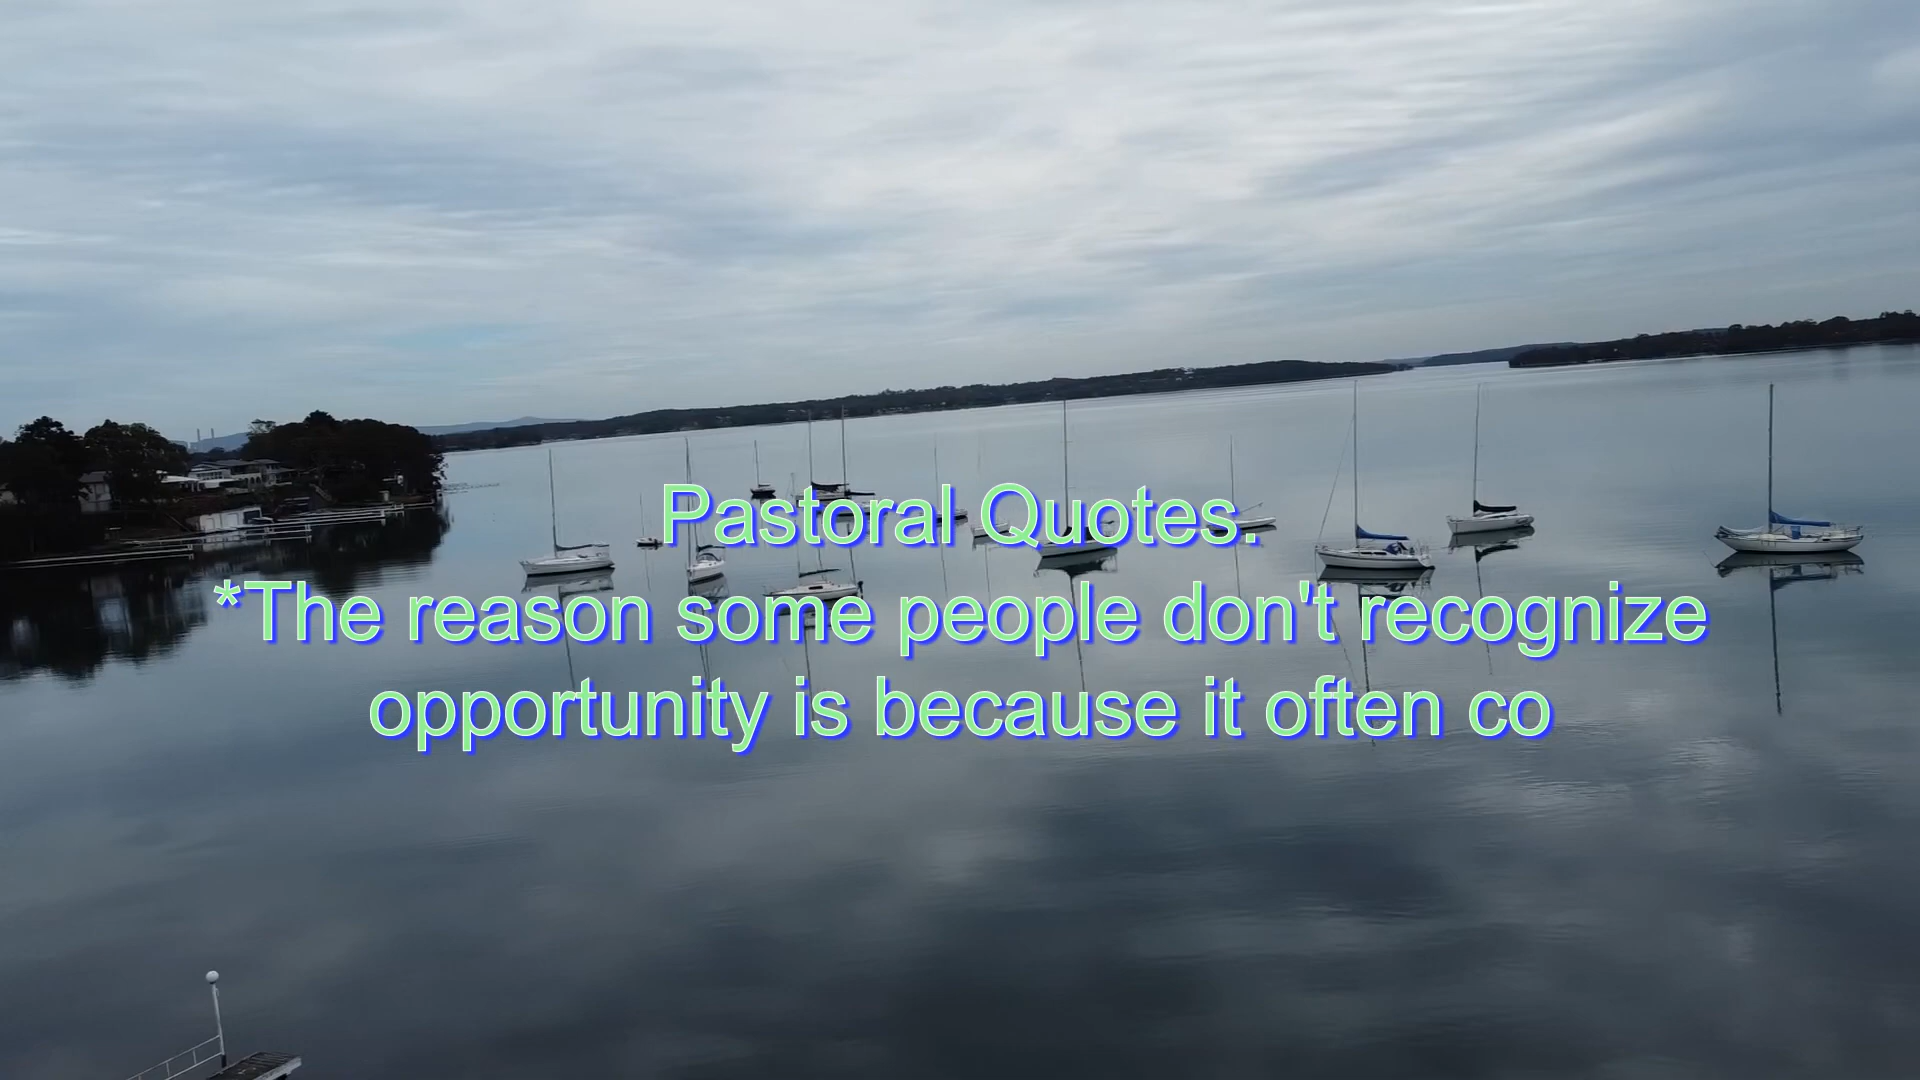 Pastoral Quotes.
*The reason some people don't recognize
opportunity is because it often co